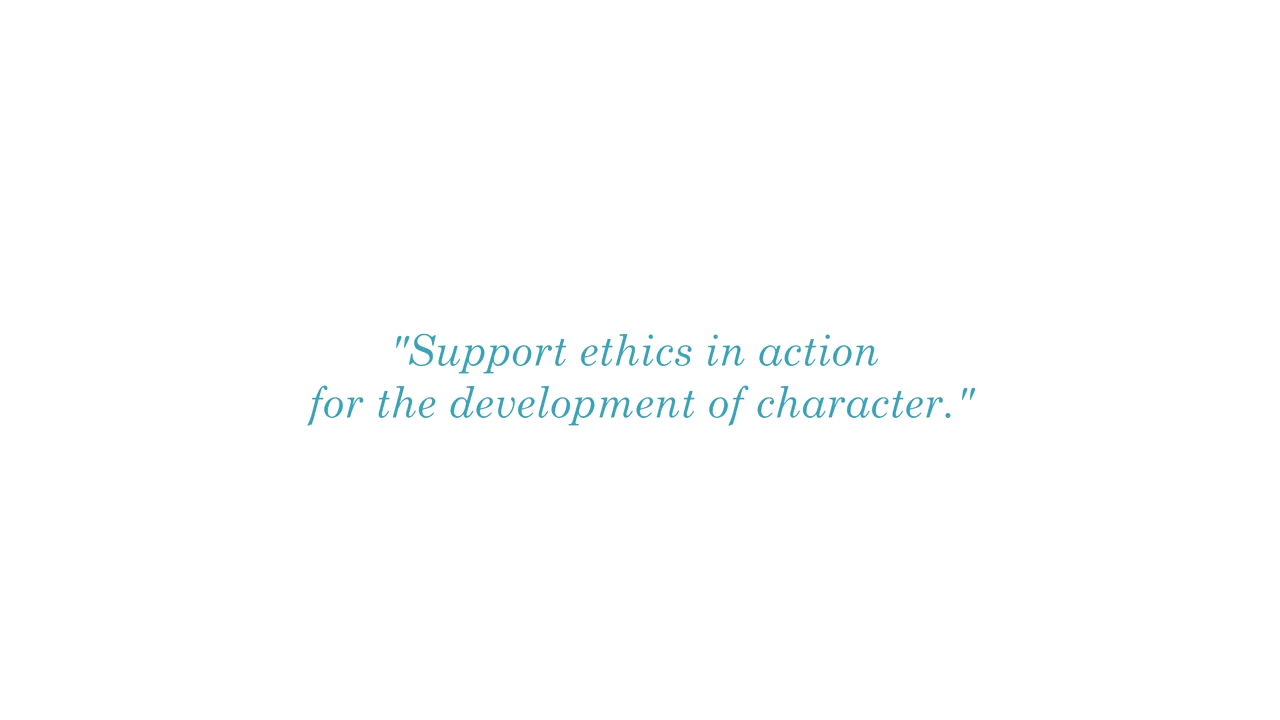 "Support ethics in action
for the development of character."